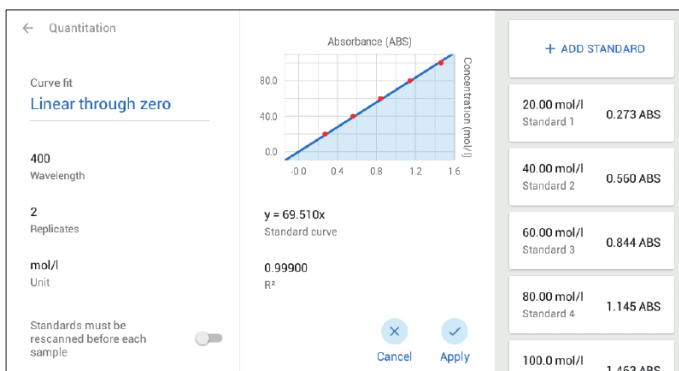 ← Quantitation
Curve fit
Linear through zero
400
Wavelength
2
Replicates
mol/l
Unit
Standards must be
rescanned before each
sample
Absorbance (ABS)
80.0
40.0
0.0
-0.0 0.4 0.8 1.2 1.6
Concentration (mol/l)
y = 69.510x
Standard curve
0.99900
R²
Cancel Apply
+ ADD STANDARD
20.00 mol/l
Standard 1
0.273 ABS
40.00 mol/l
Standard 2
0.560 ABS
60.00 mol/l
Standard 3
0.844 ABS
80.00 mol/l
Standard 4
1.145 ABS
100.0 mol/l
1.463 ABS